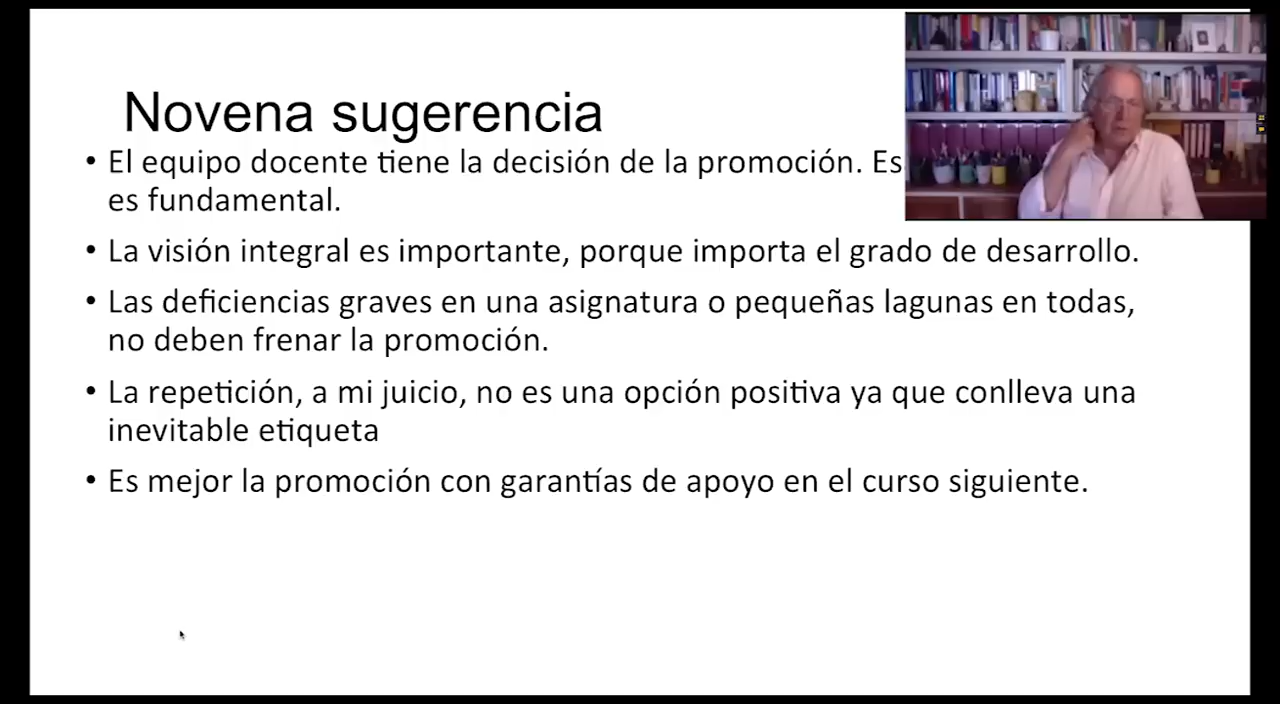 Novena sugerencia
• El equipo docente tiene la decisión de la promoción. Es
es fundamental.
• La visión integral es importante, porque importa el grado de desarrollo.
• Las deficiencias graves en una asignatura o pequeñas lagunas en todas,
no deben frenar la promoción.
• La repetición, a mi juicio, no es una opción positiva ya que conlleva una
inevitable etiqueta
• Es mejor la promoción con garantías de apoyo en el curso siguiente.